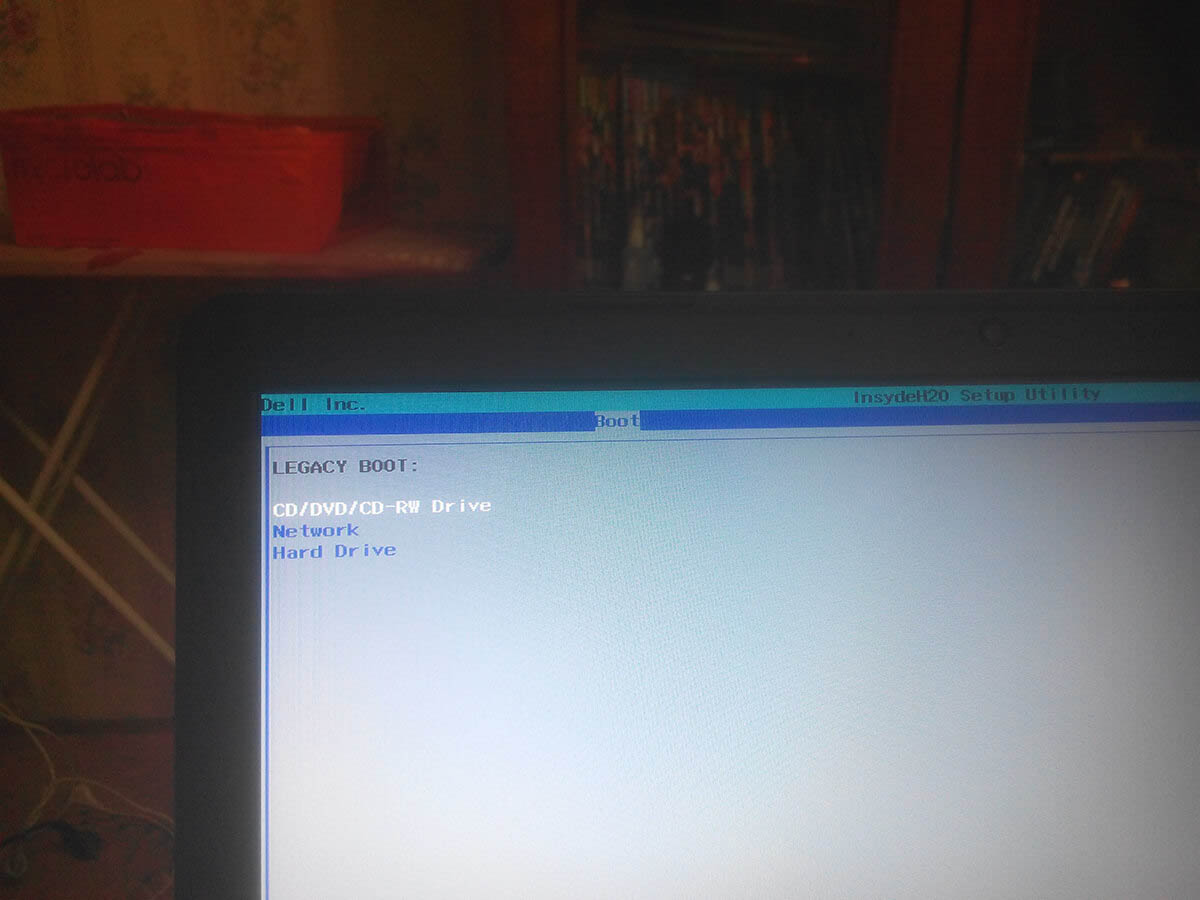 Dell Inc.
InsydeH20 Setup Utility
Boot
LEGACY BOOT:
CD/DVD/CD-RW Drive
Network
Hard Drive